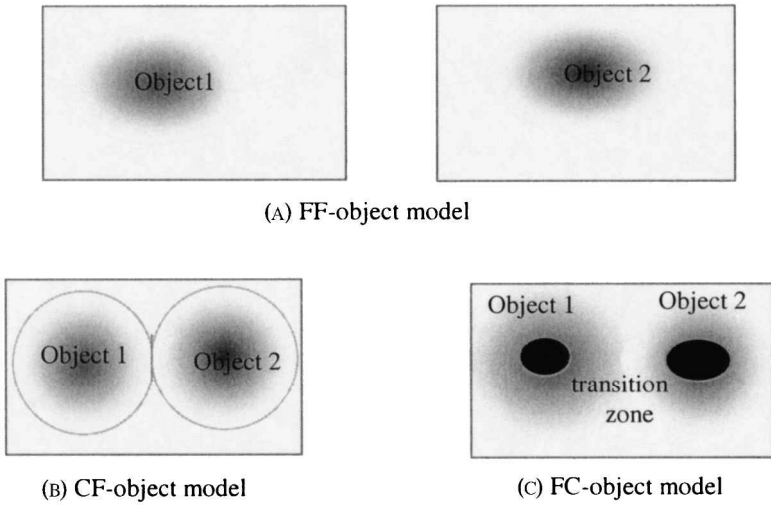 Object1
Object 2
(A) FF-object model
Object 1
Object 2
(B) CF-object model
Object 1
Object 2
transition
zone
(C) FC-object model